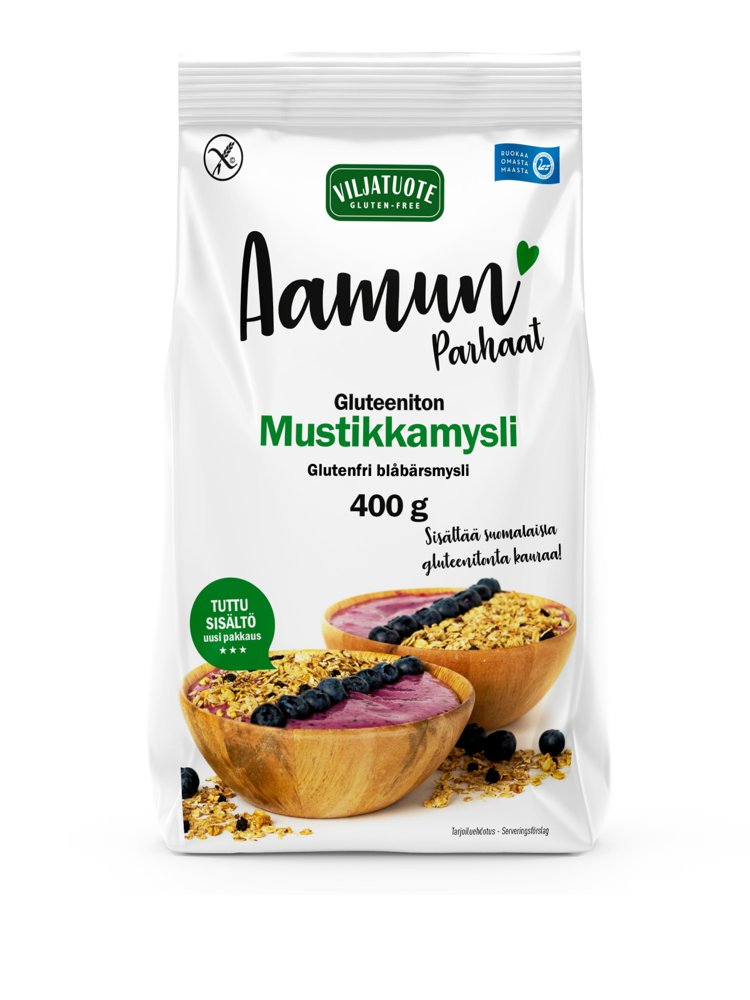 RUOKAA
OMASTA
MAASTA
VILJATUOTE
GLUTEN-FREE
Aamun
Parhaat
Gluteeniton
Mustikkamysli
Glutenfri blåbärsmysli
400 g
Sisältää suomalaista
gluteenitonta kauraa!
TUTTU
SISÄLTÖ
uusi pakkaus
Tarjoiluehdotus - Serveringsförslag